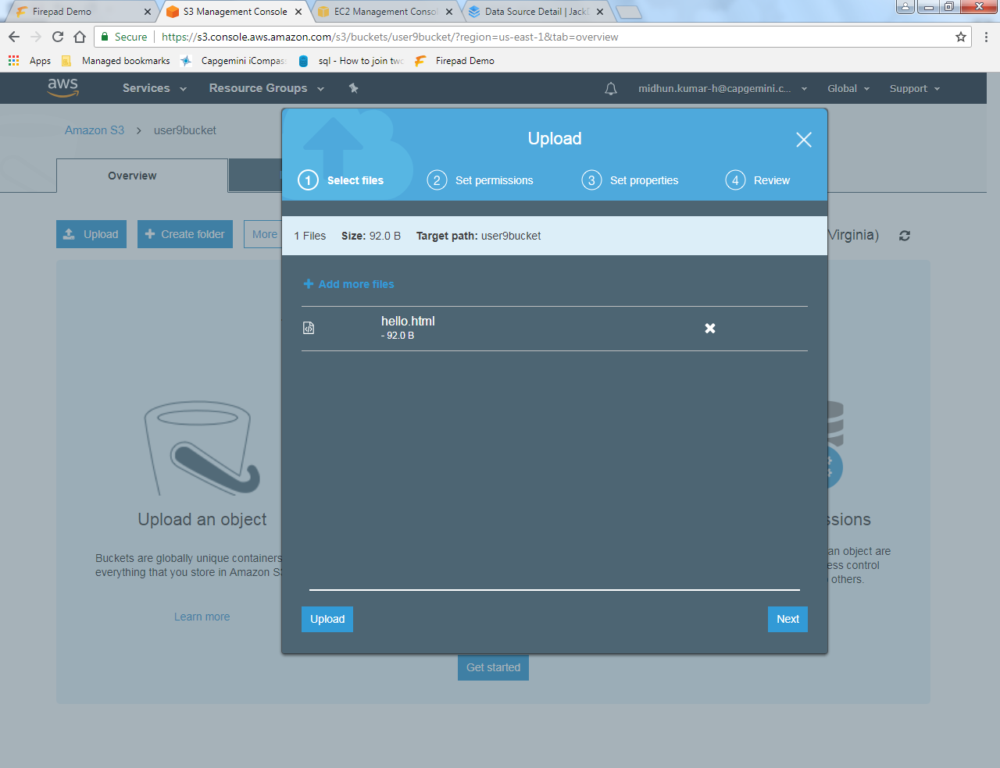 Firepad Demo
S3 Management Console
EC2 Management Consol
Data Source Detail | Jack
Secure
https://s3.console.aws.amazon.com/s3/buckets/user9bucket/?region=us-east-1&tab=overview
Apps
Managed bookmarks
Capgemini iCompass
sql - How to join two
Firepad Demo
aws
Services
Resource Groups
midhun.kumar-h@capgemini.c...
Global
Support
Amazon S3
user9bucket
Upload
Overview
1 Select files
2 Set permissions
3 Set properties
4 Review
Upload
Create folder
More
1 Files Size: 92.0 B Target path: user9bucket
Virginia)
Add more files
hello.html
- 92.0 B
Upload an object
Buckets are globally unique containers
everything that you store in Amazon S3
Learn more
ssions
an object are
ess control
others.
Upload
Next
Get started